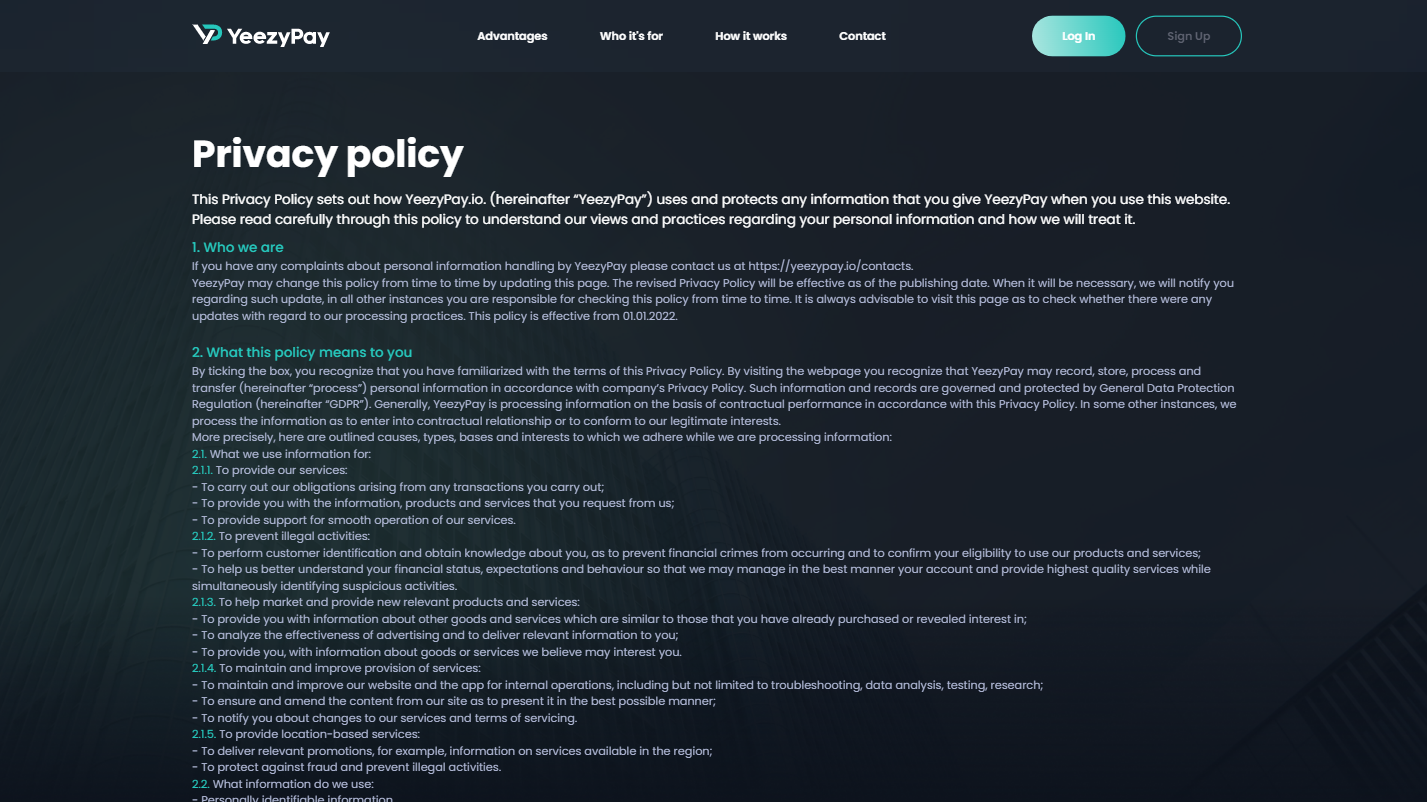 YeezyPay
Advantages
Who it's for
How it works
Contact
Log In
Sign Up
Privacy policy
This Privacy Policy sets out how YeezyPay.io. (hereinafter “YeezyPay”) uses and protects any information that you give YeezyPay when you use this website.
Please read carefully through this policy to understand our views and practices regarding your personal information and how we will treat it.
1. Who we are
If you have any complaints about personal information handling by YeezyPay please contact us at https://yeezypay.io/contacts.
YeezyPay may change this policy from time to time by updating this page. The revised Privacy Policy will be effective as of the publishing date. When it will be necessary, we will notify you
regarding such update, in all other instances you are responsible for checking this policy from time to time. It is always advisable to visit this page as to check whether there were any
updates with regard to our processing practices. This policy is effective from 01.01.2022.
2. What this policy means to you
By ticking the box, you recognize that you have familiarized with the terms of this Privacy Policy. By visiting the webpage you recognize that YeezyPay may record, store, process and
transfer (hereinafter “process”) personal information in accordance with company’s Privacy Policy. Such information and records are governed and protected by General Data Protection
Regulation (hereinafter “GDPR”). Generally, YeezyPay is processing information on the basis of contractual performance in accordance with this Privacy Policy. In some other instances, we
process the information as to enter into contractual relationship or to conform to our legitimate interests.
More precisely, here are outlined causes, types, bases and interests to which we adhere while we are processing information:
2.1. What we use information for:
2.1.1. To provide our services:
- To carry out our obligations arising from any transactions you carry out;
- To provide you with the information, products and services that you request from us;
- To provide support for smooth operation of our services.
2.1.2. To prevent illegal activities:
- To perform customer identification and obtain knowledge about you, as to prevent financial crimes from occurring and to confirm your eligibility to use our products and services;
- To help us better understand your financial status, expectations and behaviour so that we may manage in the best manner your account and provide highest quality services while
simultaneously identifying suspicious activities.
2.1.3. To help market and provide new relevant products and services:
- To provide you with information about other goods and services which are similar to those that you have already purchased or revealed interest in;
- To analyze the effectiveness of advertising and to deliver relevant information to you;
- To provide you, with information about goods or services we believe may interest you.
2.1.4. To maintain and improve provision of services:
- To maintain and improve our website and the app for internal operations, including but not limited to troubleshooting, data analysis, testing, research;
- To ensure and amend the content from our site as to present it in the best possible manner;
- To notify you about changes to our services and terms of servicing.
2.1.5. To provide location-based services:
- To deliver relevant promotions, for example, information on services available in the region;
- To protect against fraud and prevent illegal activities.
2.2. What information do we use:
- Personally identifiable information